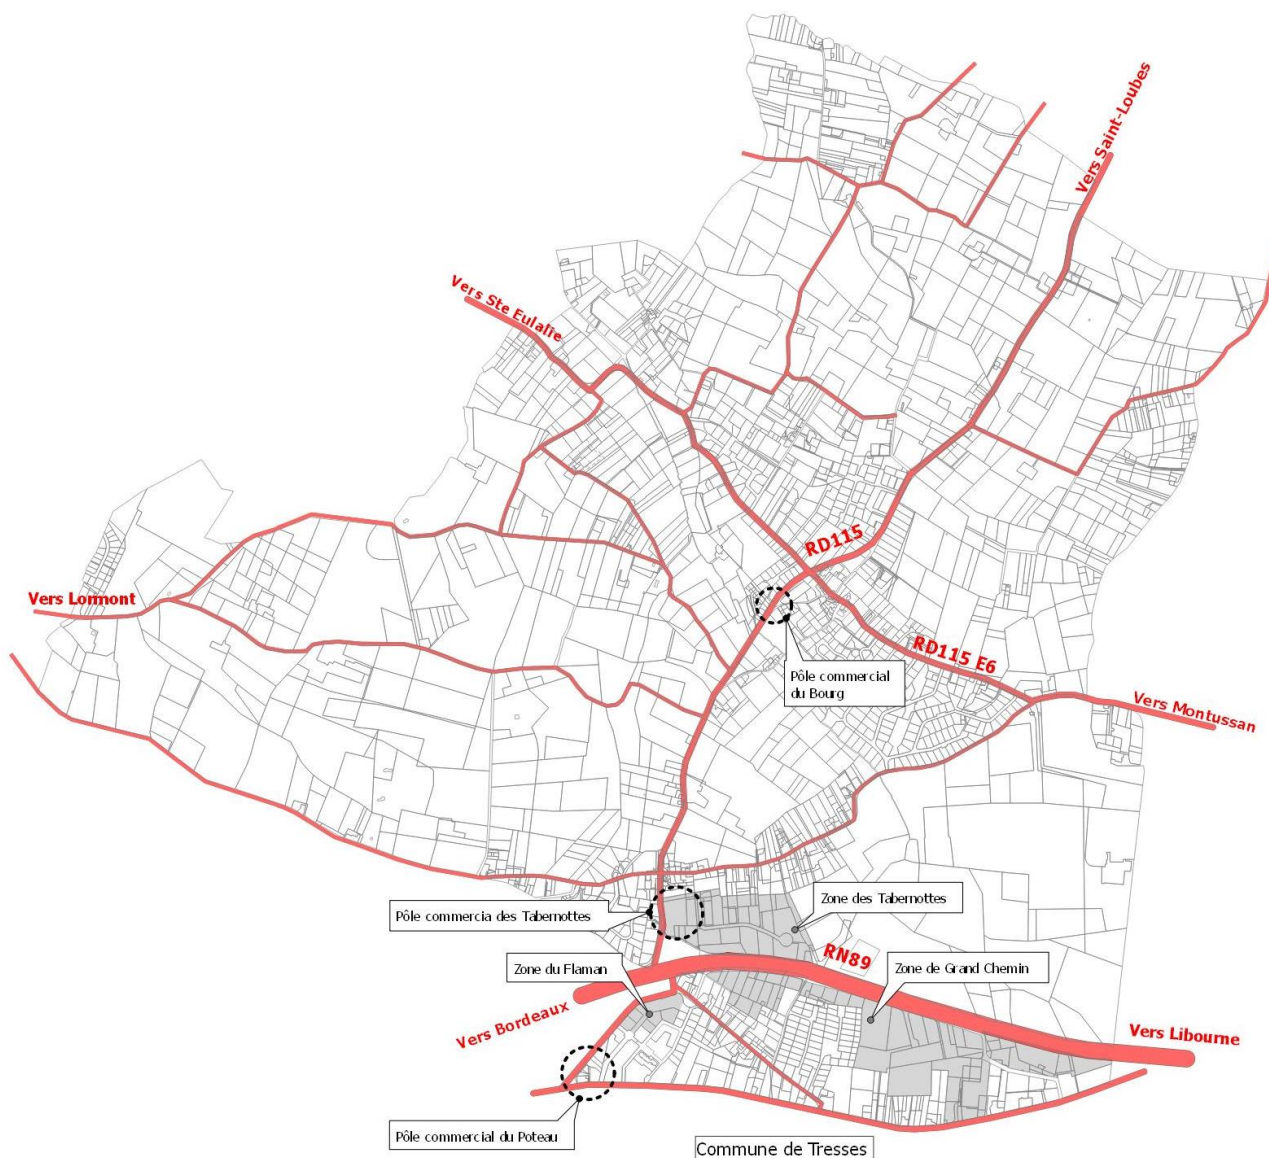 Vers Saint-Loubes
Vers Ste Eulalie
RD115
Vers Lormont
RD115 E6
Pôle commercial
du Bourg
Vers Montussan
Zone des Tabernottes
Pôle commercia des Tabernottes
RN89
Zone du Flaman
Zone de Grand Chemin
Vers Bordeaux
Vers Libourne
Pôle commercial du Poteau
Commune de Tresses